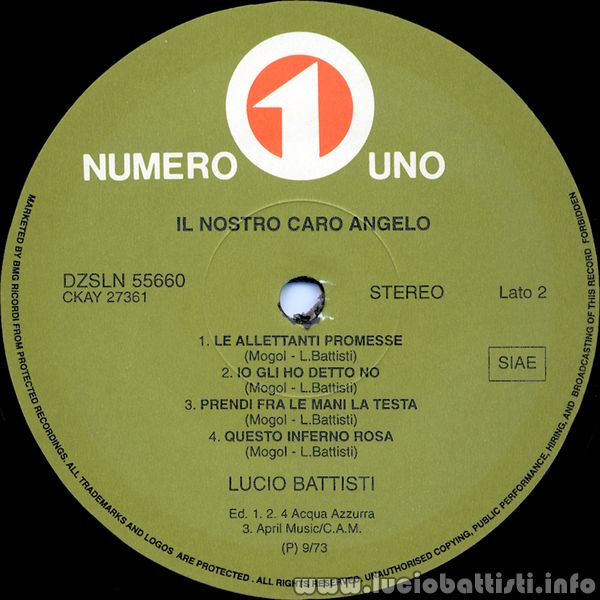 1
NUMERO UNO
IL NOSTRO CARO ANGELO
DZSLN 55660
CKAY 27361
STEREO
Lato 2
1. LE ALLETTANTI PROMESSE
(Mogol - L.Battisti)
2. IO GLI HO DETTO NO
(Mogol - L.Battisti)
3. PRENDI FRA LE MANI LA TESTA
(Mogol - L.Battisti)
4. QUESTO INFERNO ROSA
(Mogol - L.Battisti)
SIAE
LUCIO BATTISTI
Ed. 1. 2. 4 Acqua Azzurra
3. April Music/C.A.M.
(P) 9/73
MARKETED BY BMG RICORDI FROM PROTECTED RECORDINGS. ALL TRADEMARKS AND LOGOS ARE PROTECTED. ALL RIGHTS RESERVED. UNAUTHORISED COPYING, PUBLIC PERFORMANCE, HIRING, AND BROADCASTING OF THIS RECORD FORBIDDEN
www.luciobattisti.info